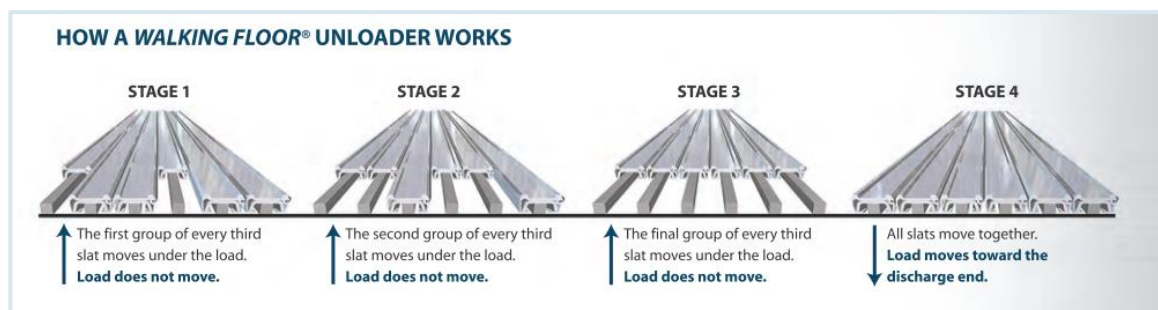 HOW A WALKING FLOOR® UNLOADER WORKS
STAGE 1
The first group of every third
slat moves under the load.
Load does not move.
STAGE 2
The second group of every third
slat moves under the load.
Load does not move.
STAGE 3
The final group of every third
slat moves under the load.
Load does not move.
STAGE 4
All slats move together.
Load moves toward the
discharge end.